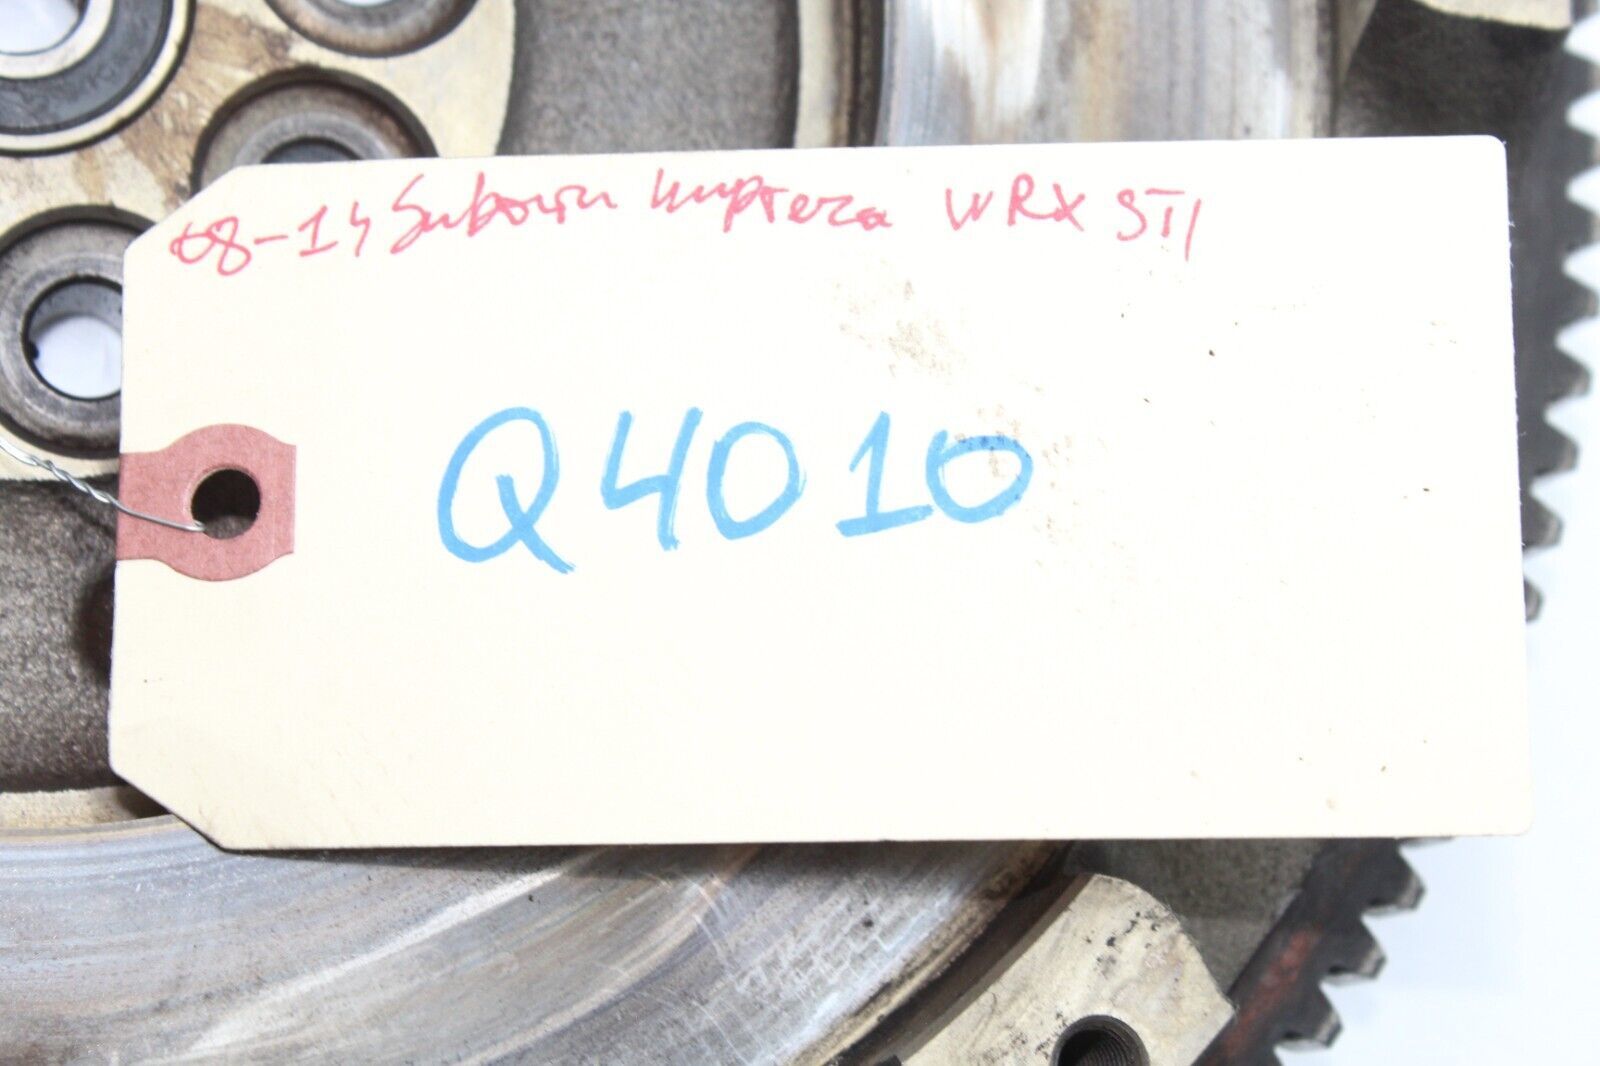 08-14 Subaru Impreza WRX STI
Q4010